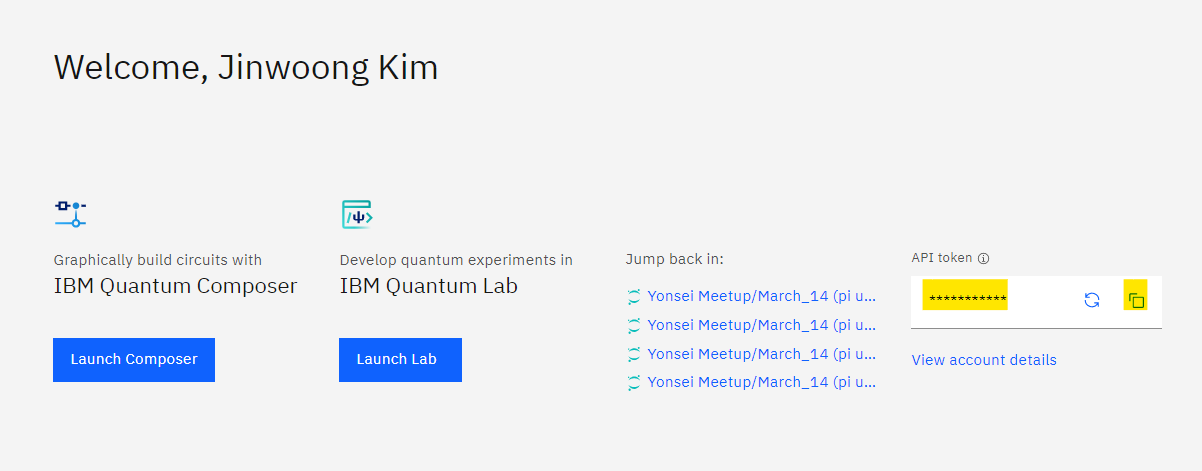 Welcome, Jinwoong Kim
Graphically build circuits with
IBM Quantum Composer
Launch Composer
Develop quantum experiments in
IBM Quantum Lab
Launch Lab
Jump back in:
Yonsei Meetup/March_14 (pi u...
Yonsei Meetup/March_14 (pi u...
Yonsei Meetup/March_14 (pi u...
Yonsei Meetup/March_14 (pi u...
API token
***********
View account details